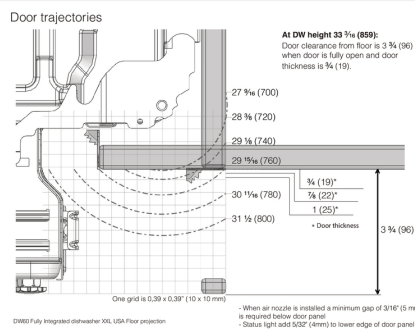 Door trajectories
At DW height 33 3⁄16 (859):
Door clearance from floor is 3 3⁄4 (96)
when door is fully open and door
thickness is 3⁄4 (19).
27 9⁄16 (700)
28 3⁄8 (720)
29 1⁄8 (740)
29 15⁄16 (760)
30 11⁄16 (780)
31 1⁄2 (800)
3⁄4 (19)*
7⁄8 (22)*
1 (25)*
* Door thickness
3 3⁄4 (96)
One grid is 0,39 x 0,39" (10 x 10 mm)
DW60 Fully Integrated dishwasher XXL USA Floor projection
- When air nozzle is installed a minimum gap of 3/16" (5 m
is required below door panel
- Status light add 5/32" (4mm) to lower edge of door panel